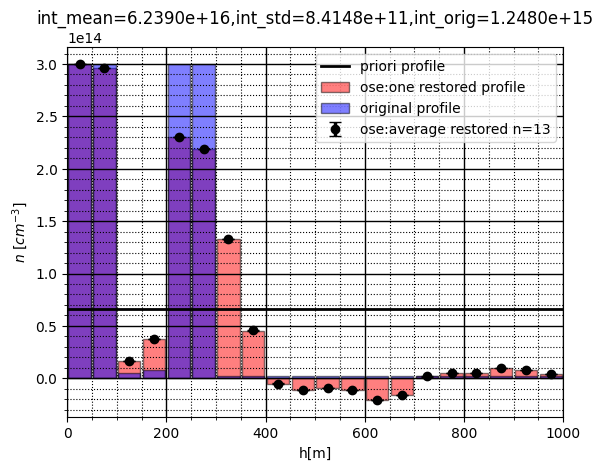 int_mean=6.2390e+16,int_std=8.4148e+11,int_orig=1.2480e+15
1e14
priori profile
ose:one restored profile
original profile
ose:average restored n=13
3.0
2.5
2.0
1.5
1.0
0.5
0.0
n [cm⁻³]
0 200 400 600 800 1000
h[m]